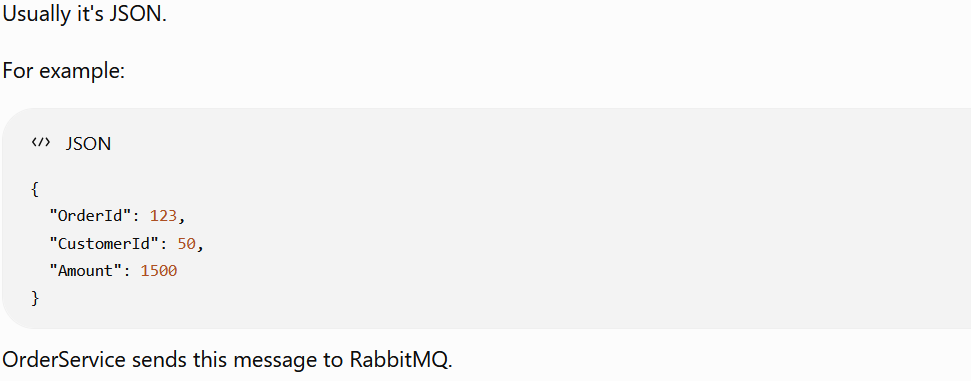 Usually it's JSON.
For example:
</> JSON
{
"OrderId": 123,
"CustomerId": 50,
"Amount": 1500
}
OrderService sends this message to RabbitMQ.